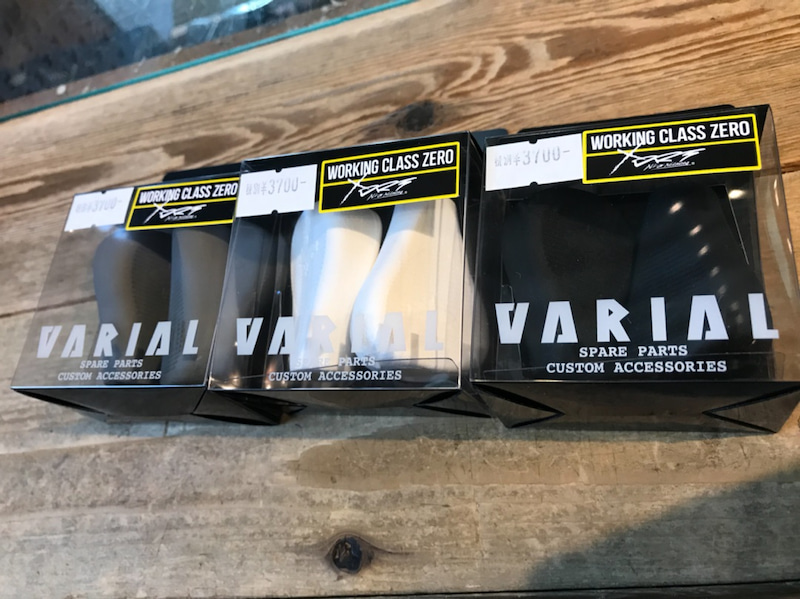 3700-
WORKING CLASS ZERO
VARIAL
SPARE PARTS
CUSTOM ACCESSORIES
3700-
WORKING CLASS ZERO
VARIAL
PARTS
CUSTOM ACCESSORIES
¥3700-
WORKING CLASS ZERO
VARIAL
SPARE PARTS
CUSTOM ACCESSORIES